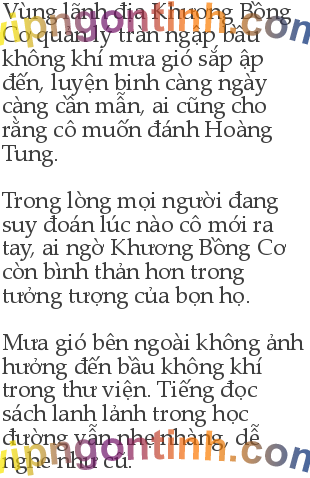 Vùng lãnh địa Khương Bồng
Cơ quản lý tràn ngập bầu
không khí mưa gió sắp ập
đến, luyện binh càng ngày
càng cần mẫn, ai cũng cho
rằng cô muốn đánh Hoàng
Tung.
Trong lòng mọi người đang
suy đoán lúc nào cô mới ra
tay, ai ngờ Khương Bồng Cơ
còn bình thản hơn trong
tưởng tượng của bọn họ.
Mưa gió bên ngoài không ảnh
hưởng đến bầu không khí
trong thư viện. Tiếng đọc
sách lanh lảnh trong học
đường vẫn nhẹ nhàng, dễ
nghe như cũ.
vipngontinh.com
vipngontinh.com